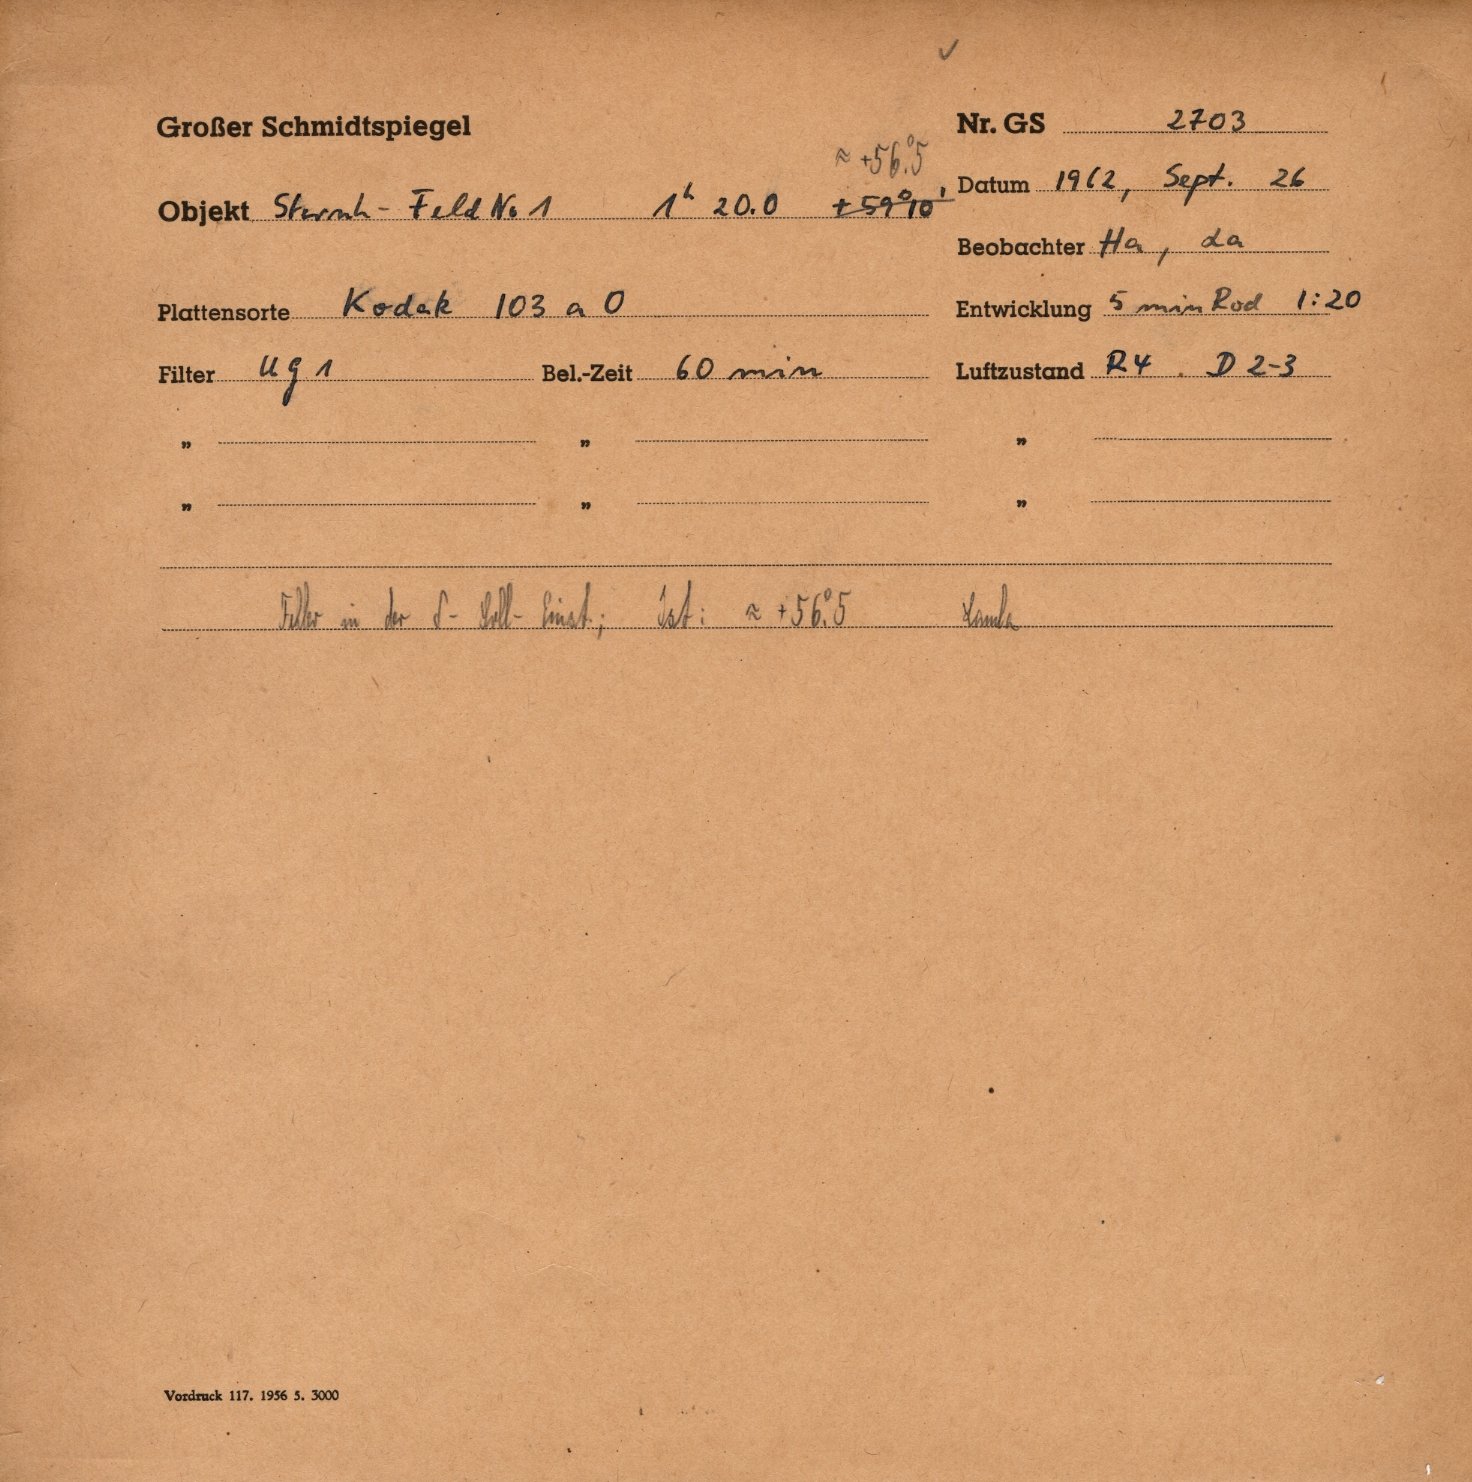 Großer Schmidtspiegel
Nr. GS 2703
≈ +56.°5
Objekt Sternh-Feld No 1 1h 20.0 +59°10'
Datum 1962, Sept. 26
Beobachter Ha, La
Plattensorte Kodak 103 a O
Entwicklung 5 min Rod 1:20
Filter UG 1 Bel.-Zeit 60 min Luftzustand R4 D 2-3
" " "
" " "
Fehler in der δ-Soll-Einst.; Ist: ≈ +56.°5
Vordruck 117. 1956 5. 3000